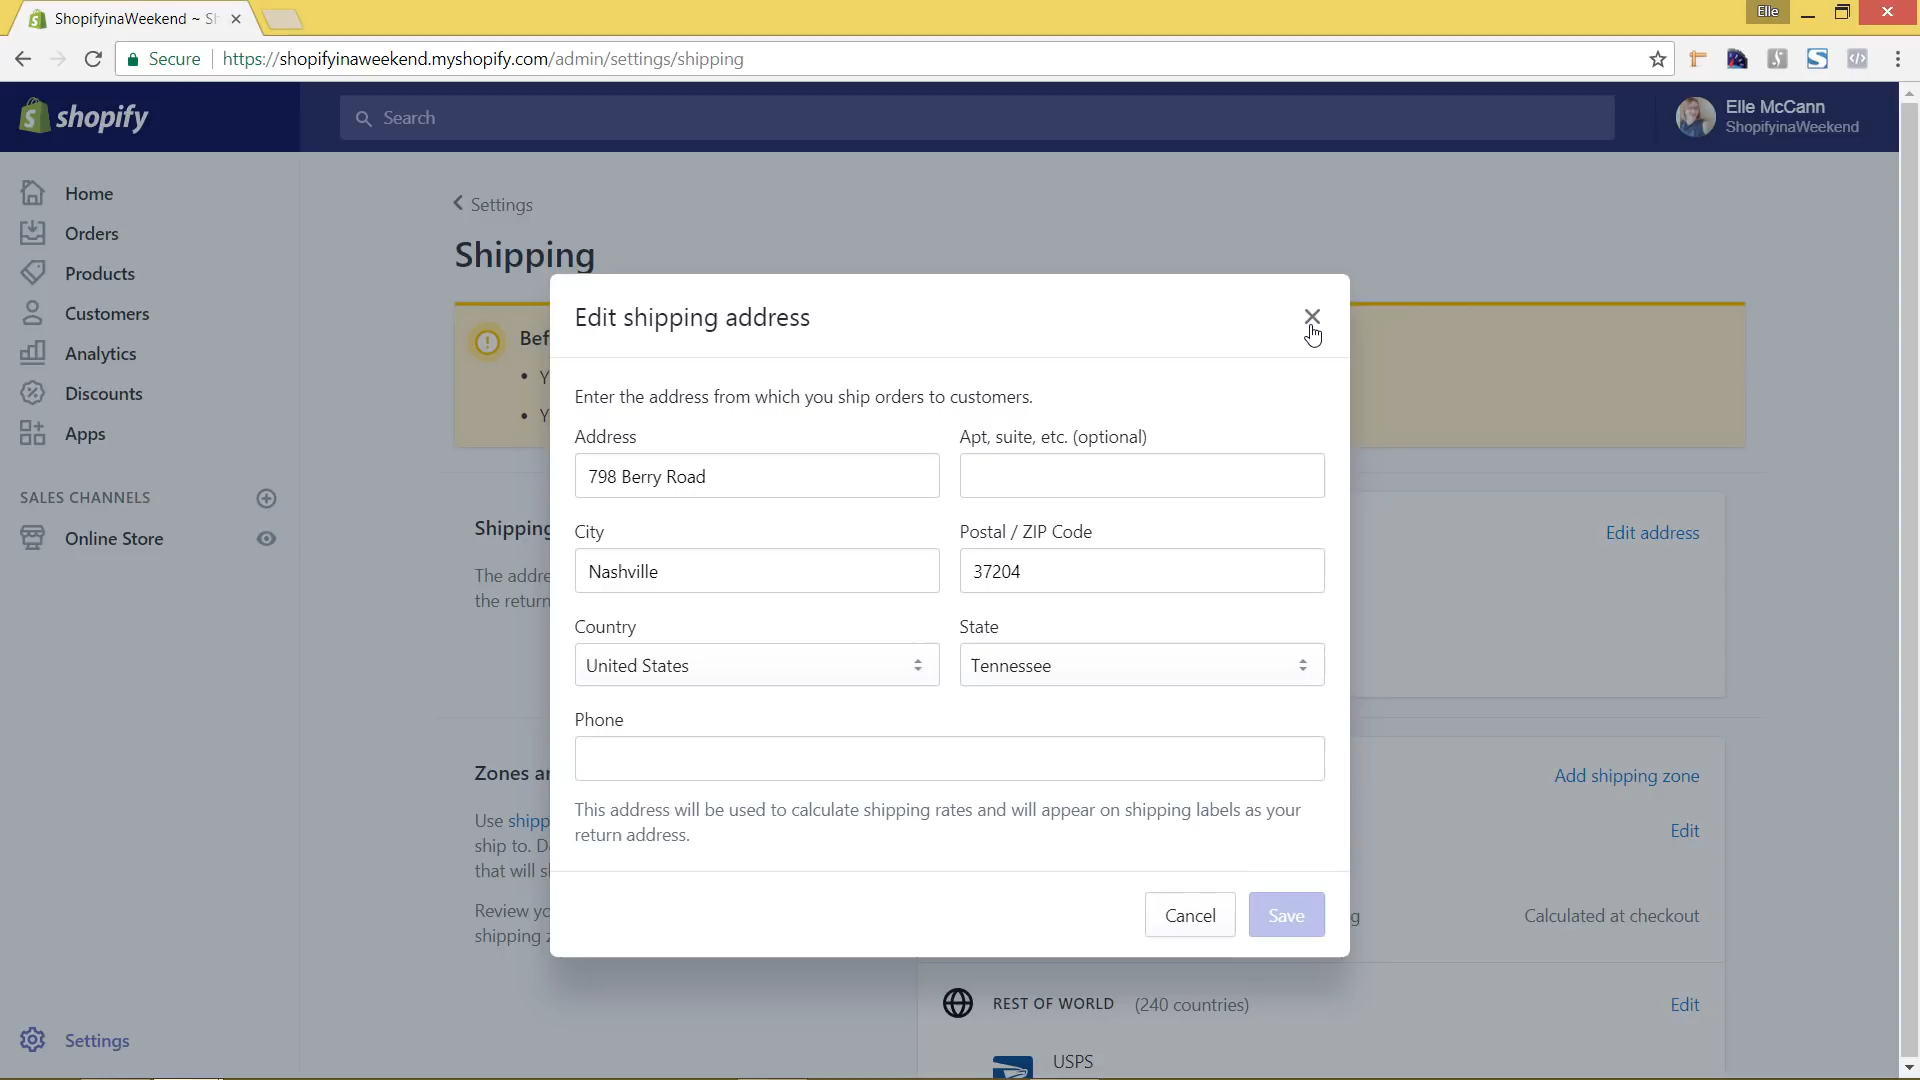 ShopifyinaWeekend ~ Sh
Elle
Secure
https://shopifyinaweekend.myshopify.com/admin/settings/shipping
shopify
Search
Elle McCann
ShopifyinaWeekend
Home
Orders
Products
Customers
Analytics
Discounts
Apps
SALES CHANNELS
Online Store
Settings
Settings
Shipping
Bef
• Y
• Y
Shipping
Edit address
The addre
the return
Zones an
Add shipping zone
Use shipp
Edit
ship to. D
that will s
Review yo
shipping z
g
Calculated at checkout
REST OF WORLD (240 countries)
Edit
USPS
Edit shipping address
Enter the address from which you ship orders to customers.
Address
Apt, suite, etc. (optional)
798 Berry Road
City
Postal / ZIP Code
Nashville
37204
Country
State
United States
Tennessee
Phone
This address will be used to calculate shipping rates and will appear on shipping labels as your
return address.
Cancel
Save